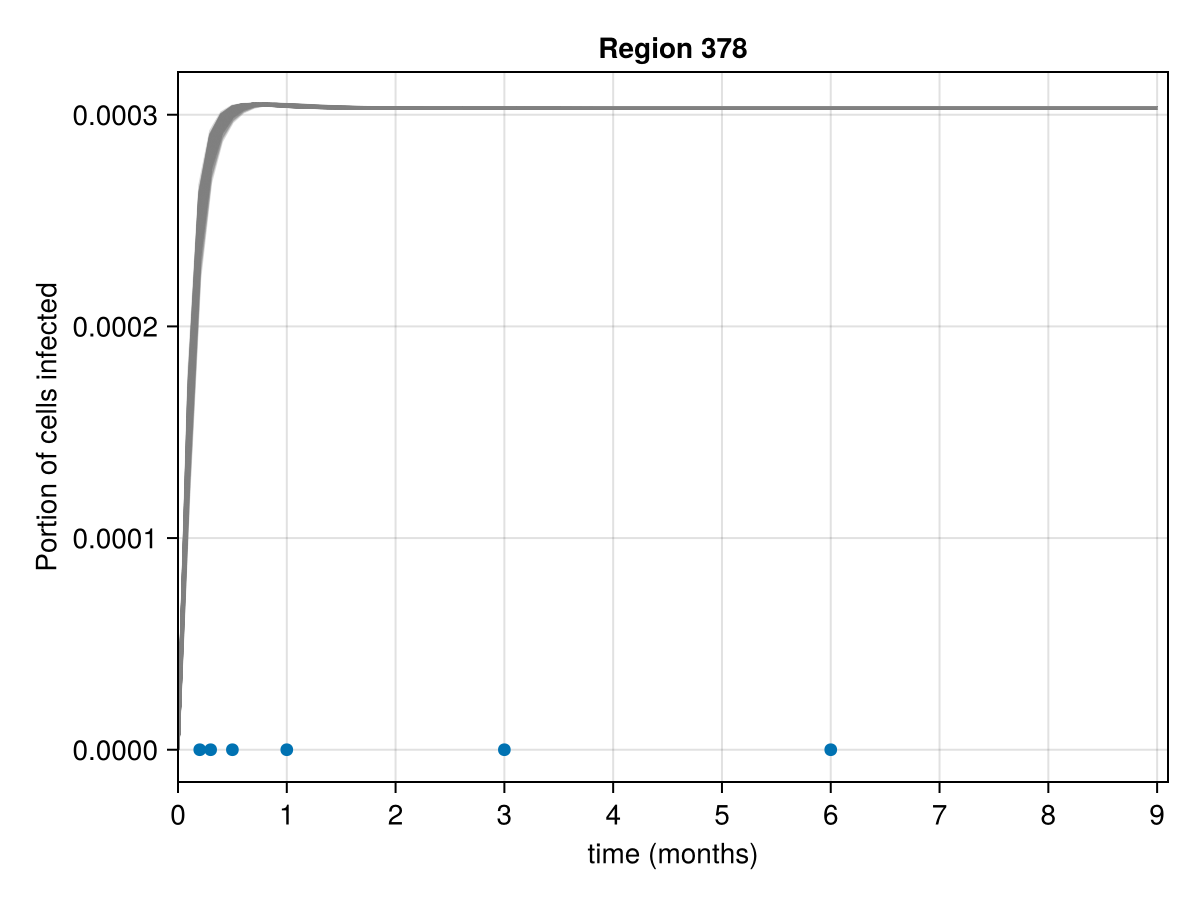 Region 378
Portion of cells infected
0.0003
0.0002
0.0001
0.0000
0 1 2 3 4 5 6 7 8 9
time (months)